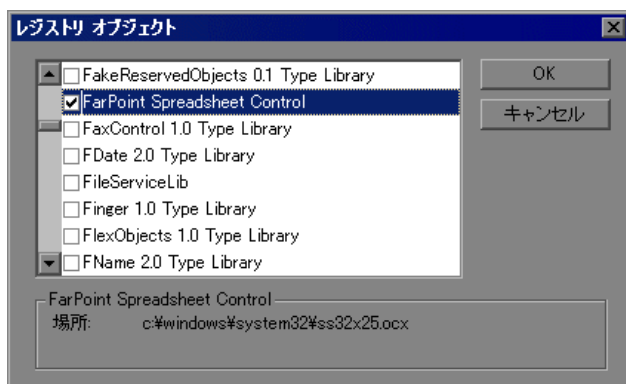 レジストリ オブジェクト
FakeReservedObjects 0.1 Type Library
FarPoint Spreadsheet Control
FaxControl 1.0 Type Library
FDate 2.0 Type Library
FileServiceLib
Finger 1.0 Type Library
FlexObjects 1.0 Type Library
FName 2.0 Type Library
OK
キャンセル
FarPoint Spreadsheet Control
場所: c:¥windows¥system32¥ss32x25.ocx